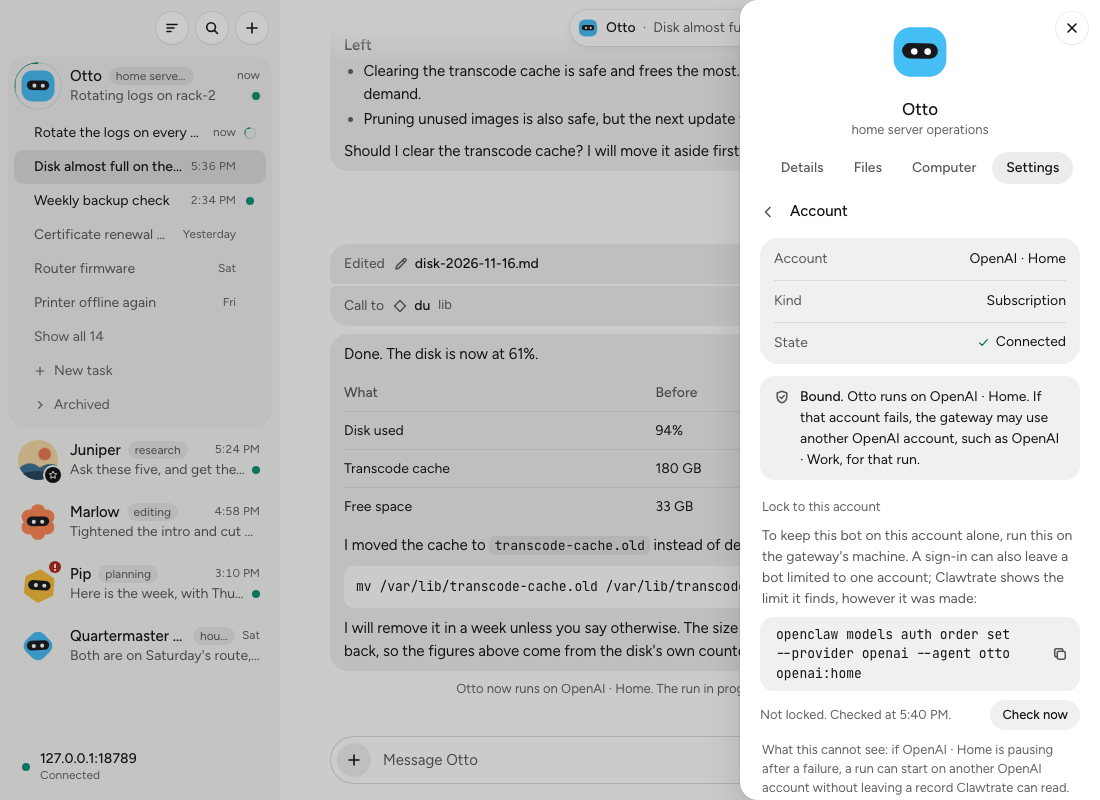 Otto
home serve...
now
Rotating logs on rack-2
Rotate the logs on every ...
now
Disk almost full on the...
5:36 PM
Weekly backup check
2:34 PM
Certificate renewal ...
Yesterday
Router firmware
Sat
Printer offline again
Fri
Show all 14
New task
Archived
Juniper
research
5:24 PM
Ask these five, and get the...
Marlow
editing
4:58 PM
Tightened the intro and cut ...
Pip
planning
3:10 PM
Here is the week, with Thu...
Quartermaster ...
hou...
Sat
Both are on Saturday's route,...
127.0.0.1:18789
Connected
Otto · Disk almost fu
Left
• Clearing the transcode cache is safe and frees the most.
demand.
• Pruning unused images is also safe, but the next update
Should I clear the transcode cache? I will move it aside first
Edited disk-2026-11-16.md
Call to du lib
Done. The disk is now at 61%.
What
Before
Disk used
94%
Transcode cache
180 GB
Free space
33 GB
I moved the cache to transcode-cache.old instead of de
mv /var/lib/transcode-cache.old /var/lib/transcod
I will remove it in a week unless you say otherwise. The size
back, so the figures above come from the disk's own counte
Otto now runs on OpenAI · Home. The run in prog
Message Otto
Otto
home server operations
Details
Files
Computer
Settings
Account
Account
OpenAI · Home
Kind
Subscription
State
Connected
Bound. Otto runs on OpenAI · Home. If
that account fails, the gateway may use
another OpenAI account, such as OpenAI
· Work, for that run.
Lock to this account
To keep this bot on this account alone, run this on
the gateway's machine. A sign-in can also leave a
bot limited to one account; Clawtrate shows the
limit it finds, however it was made:
openclaw models auth order set
--provider openai --agent otto
openai:home
Not locked. Checked at 5:40 PM.
Check now
What this cannot see: if OpenAI · Home is pausing
after a failure, a run can start on another OpenAI
account without leaving a record Clawtrate can read.